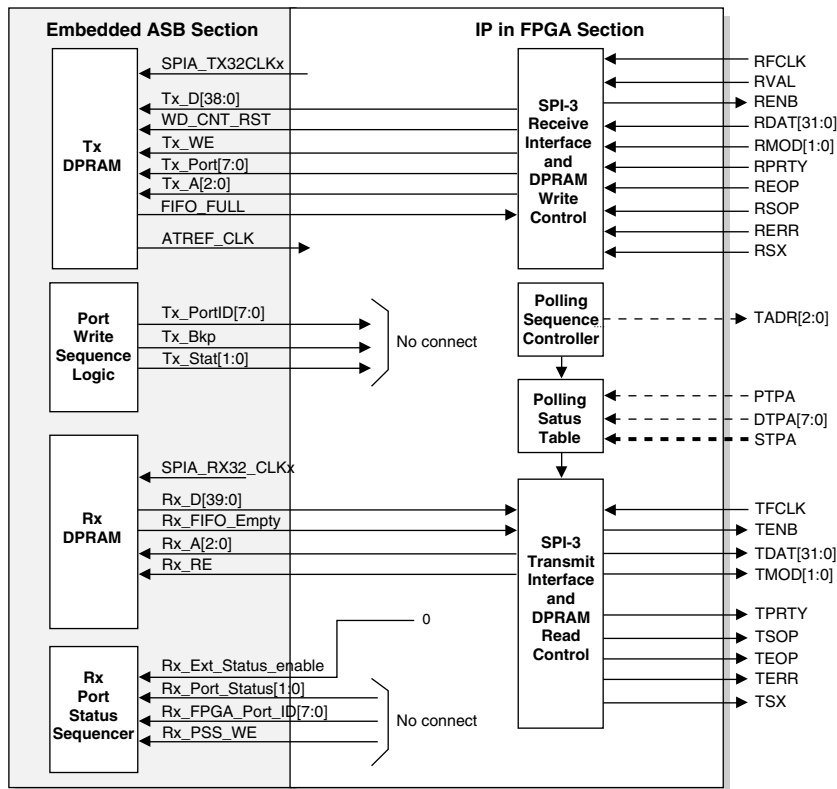 Embedded ASB Section
IP in FPGA Section
SPIA_TX32CLKx
Tx_D[38:0]
WD_CNT_RST
Tx_WE
Tx_Port[7:0]
Tx_A[2:0]
FIFO_FULL
ATREF_CLK
Tx
DPRAM
SPI-3
Receive
Interface
and
DPRAM
Write
Control
RFCLK
RVAL
RENB
RDAT[31:0]
RMOD[1:0]
RPRTY
REOP
RSOP
RERR
RSX
Port
Write
Sequence
Logic
Tx_PortID[7:0]
Tx_Bkp
Tx_Stat[1:0]
No connect
Polling
Sequence
Controller
TADR[2:0]
Polling
Satus
Table
PTPA
DTPA[7:0]
STPA
Rx
DPRAM
SPIA_RX32_CLKx
Rx_D[39:0]
Rx_FIFO_Empty
Rx_A[2:0]
Rx_RE
SPI-3
Transmit
Interface
and
DPRAM
Read
Control
TFCLK
TENB
TDAT[31:0]
TMOD[1:0]
TPRTY
TSOP
TEOP
TERR
TSX
0
Rx
Port
Status
Sequencer
Rx_Ext_Status_enable
Rx_Port_Status[1:0]
Rx_FPGA_Port_ID[7:0]
Rx_PSS_WE
No connect